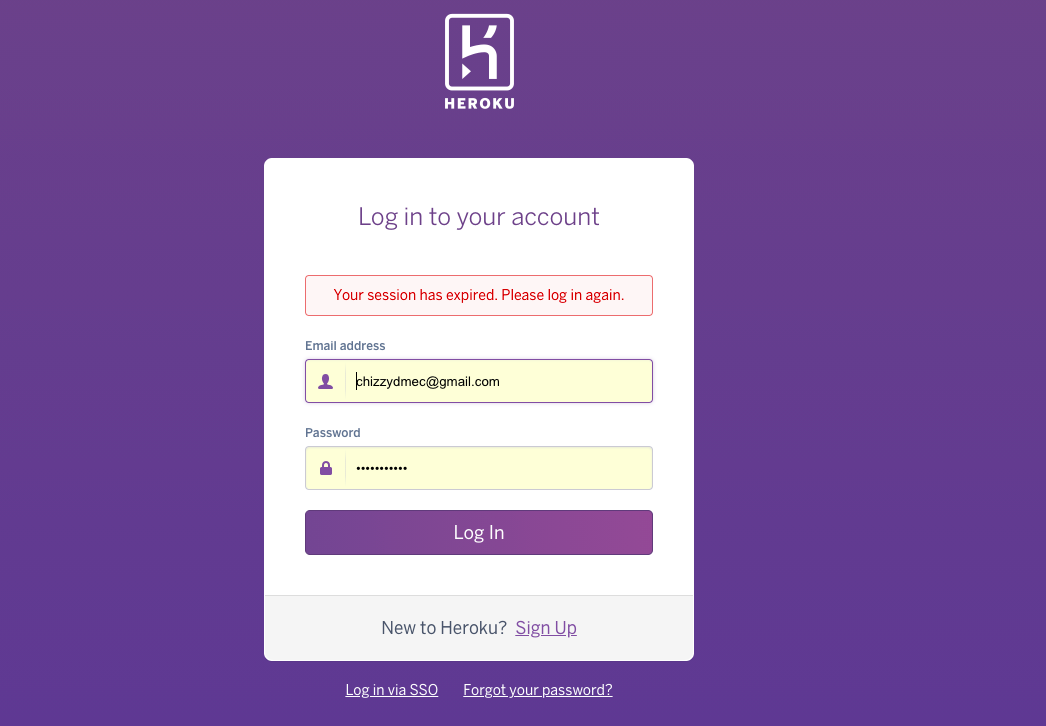 HEROKU
Log in to your account
Your session has expired. Please log in again.
Email address
chizzydmec@gmail.com
Password
•••••••••••
Log In
New to Heroku? Sign Up
Log in via SSO Forgot your password?